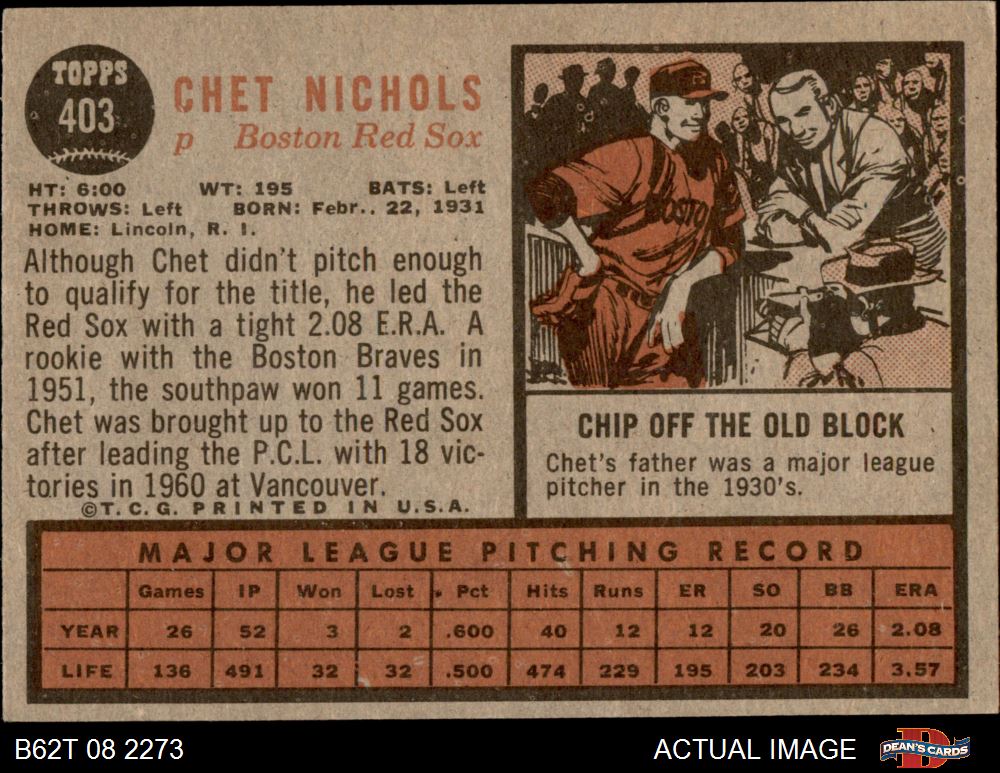 TOPPS
403
CHET NICHOLS
p Boston Red Sox
HT: 6:00 WT: 195 BATS: Left
THROWS: Left BORN: Febr.. 22, 1931
HOME: Lincoln, R. I.
Although Chet didn't pitch enough
to qualify for the title, he led the
Red Sox with a tight 2.08 E.R.A. A
rookie with the Boston Braves in
1951, the southpaw won 11 games.
Chet was brought up to the Red Sox
after leading the P.C.L. with 18 vic-
tories in 1960 at Vancouver.
©T.C.G. PRINTED IN U.S.A.
BOSTO
CHIP OFF THE OLD BLOCK
Chet's father was a major league
pitcher in the 1930's.
MAJOR LEAGUE PITCHING RECORD
Games IP Won Lost Pct Hits Runs ER SO BB ERA
YEAR 26 52 3 2 .600 40 12 12 20 26 2.08
LIFE 136 491 32 32 .500 474 229 195 203 234 3.57
B62T 08 2273 ACTUAL IMAGE DEAN'S CARDS